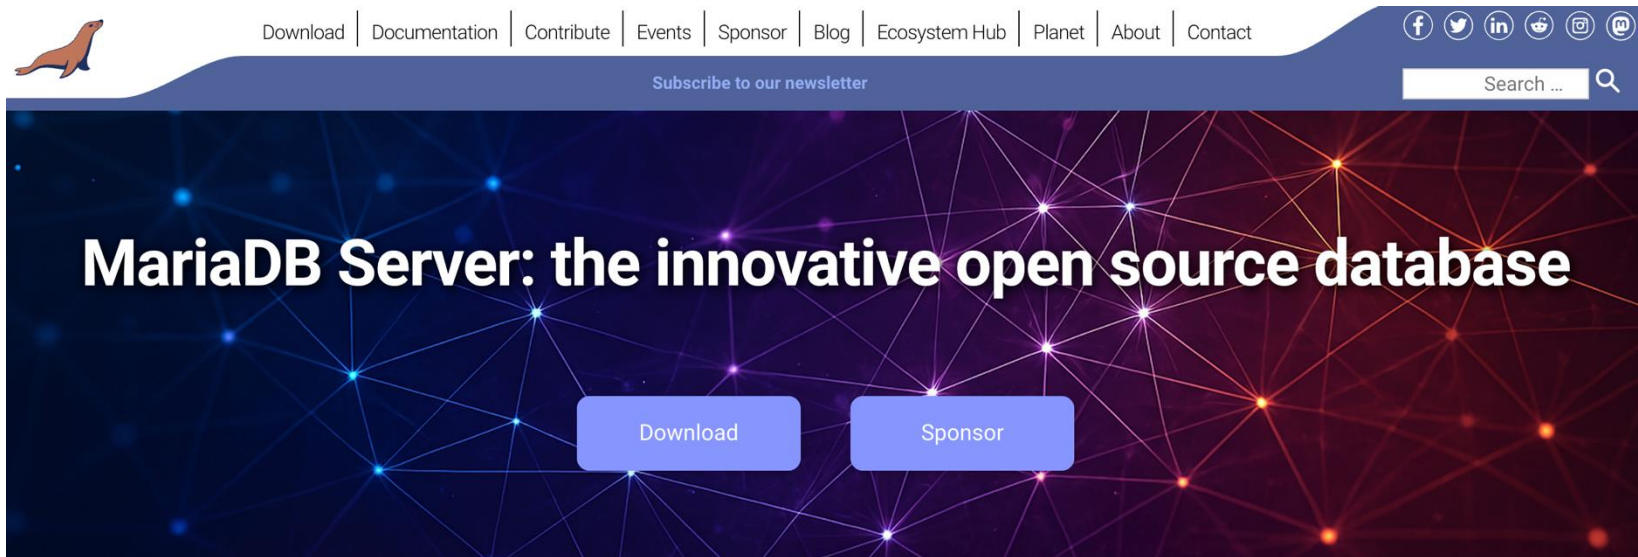 Download Documentation Contribute Events Sponsor Blog Ecosystem Hub Planet About Contact
Subscribe to our newsletter
Search ...
MariaDB Server: the innovative open source database
Download Sponsor